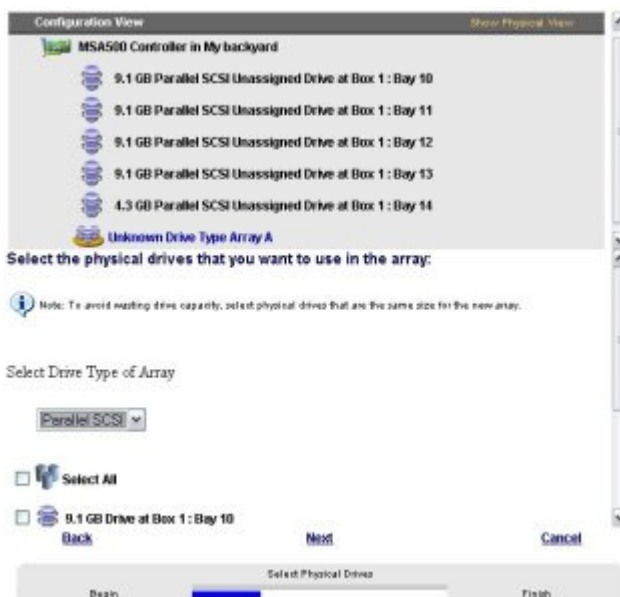 Configuration View Show Physical View
MSA500 Controller in My backyard
9.1 GB Parallel SCSI Unassigned Drive at Box 1 : Bay 10
9.1 GB Parallel SCSI Unassigned Drive at Box 1 : Bay 11
9.1 GB Parallel SCSI Unassigned Drive at Box 1 : Bay 12
9.1 GB Parallel SCSI Unassigned Drive at Box 1 : Bay 13
4.3 GB Parallel SCSI Unassigned Drive at Box 1 : Bay 14
Unknown Drive Type Array A
Select the physical drives that you want to use in the array:
Note: To avoid wasting drive capacity, select physical drives that are the same size for the new array.
Select Drive Type of Array
Parallel SCSI
Select All
9.1 GB Drive at Box 1 : Bay 10
Back Next Cancel
Select Physical Drives
Begin Finish